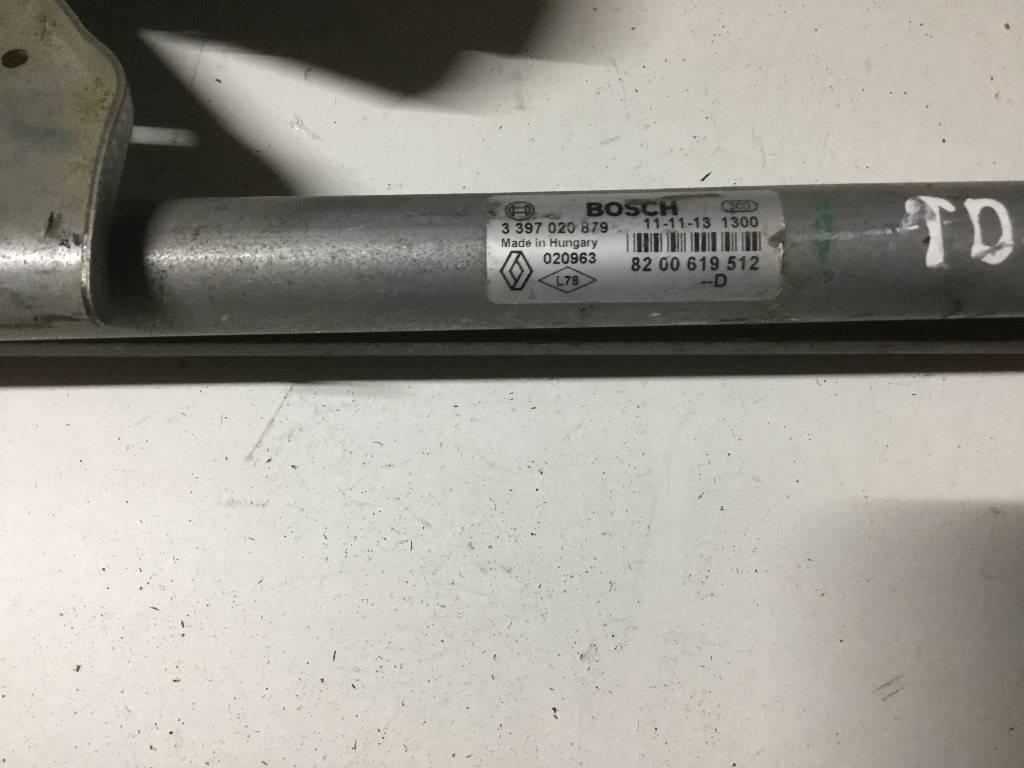 BOSCH
3 397 020 879 11-11-13 1300
Made in Hungary
020963 82 00 619 512
L78 --D
TD